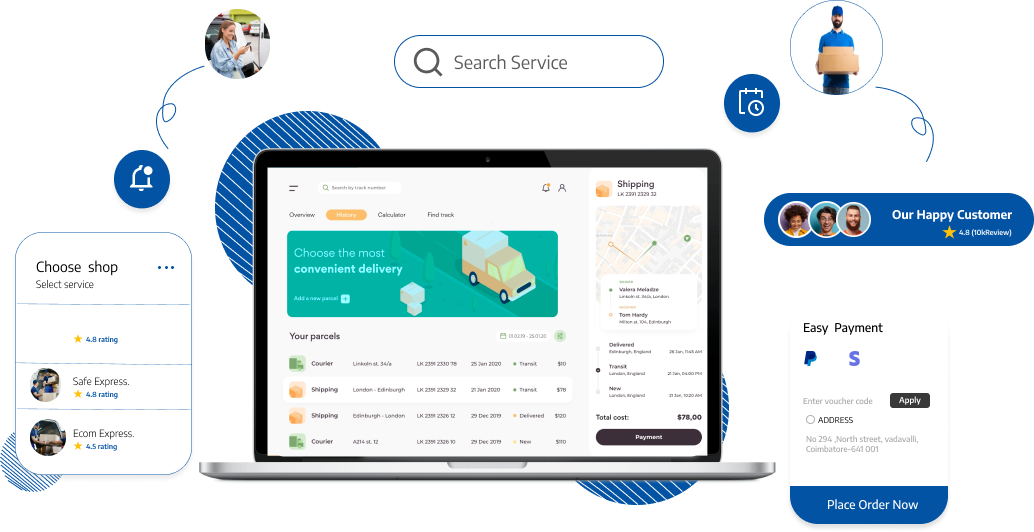 Search Service
Choose shop
Select service
4.8 rating
Safe Express.
4.8 rating
Ecom Express.
4.5 rating
Search by track number
Overview
History
Calculator
Find track
Choose the most
convenient delivery
Add a new parcel
Your parcels
01.02.19 - 25.01.20
Courier Linkoln st. 34/a LK 2391 2330 78 25 Jan 2020 Transit $10
Shipping London - Edinburgh LK 2391 2329 32 21 Jan 2020 Transit $78
Shipping Edinburgh - London LK 2391 2326 12 29 Dec 2019 Delivered $120
Courier A214 st. 12 LK 2391 2328 10 29 Dec 2019 New $110
Shipping
LK 2391 2329 32
Valera Meladze
Linkoln st. 34/a, London
Tom Hardy
Milton st. 104, Edinburgh
Delivered
Edinburgh, England 26 Jan, 11:45 AM
Transit
London, England 21 Jan, 04:00 PM
New
London, England 21 Jan, 10:20 AM
Total cost: $78,00
Payment
Our Happy Customer
4.8 (10kReview)
Easy Payment
S
Enter voucher code Apply
ADDRESS
No 294 ,North street, vadavalli,
Coimbatore-641 001
Place Order Now